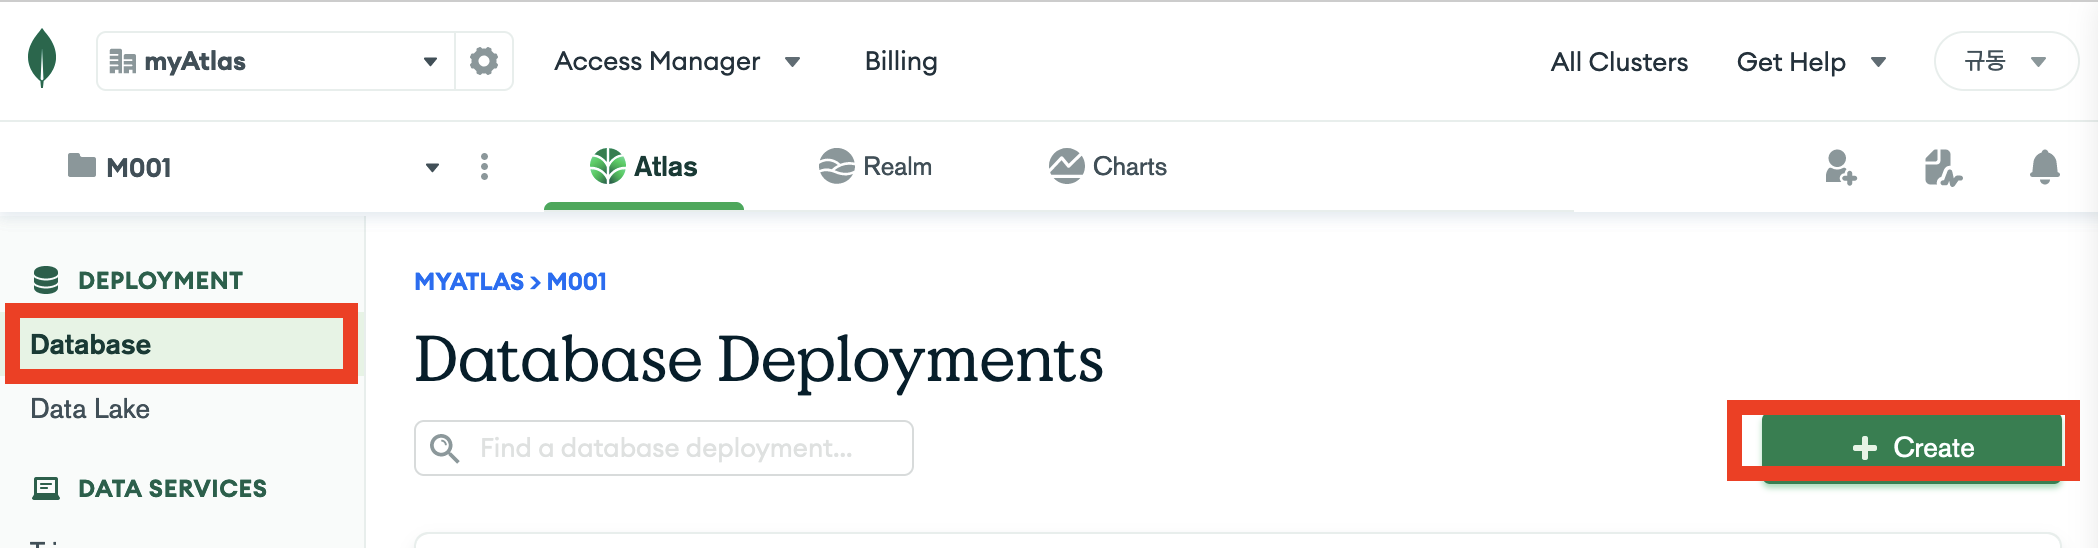 myAtlas Access Manager Billing All Clusters Get Help 규동
M001 Atlas Realm Charts
DEPLOYMENT
Database
Data Lake
DATA SERVICES
MYATLAS > M001
Database Deployments
Find a database deployment...
+ Create